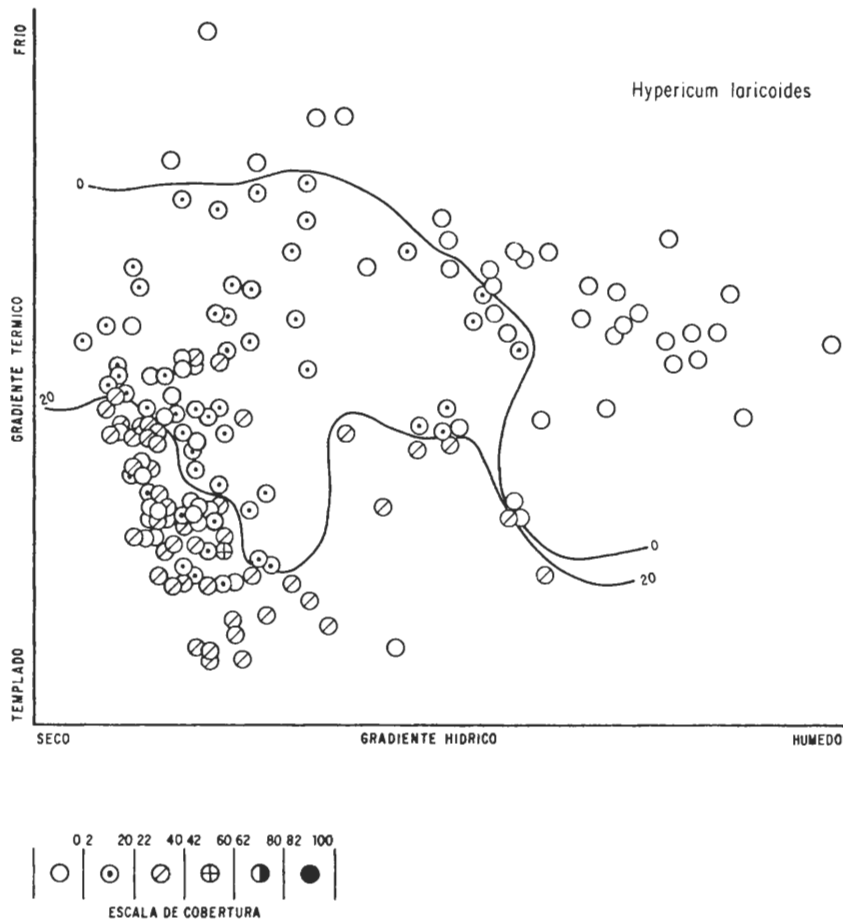 FRIO
Hypericum laricoides
0
GRADIENTE TERMICO
20
0
20
TEMPLADO
SECO
GRADIENTE HIDRICO
HUMEDO
0 2 20 22 40 42 60 62 80 82 100
ESCALA DE COBERTURA